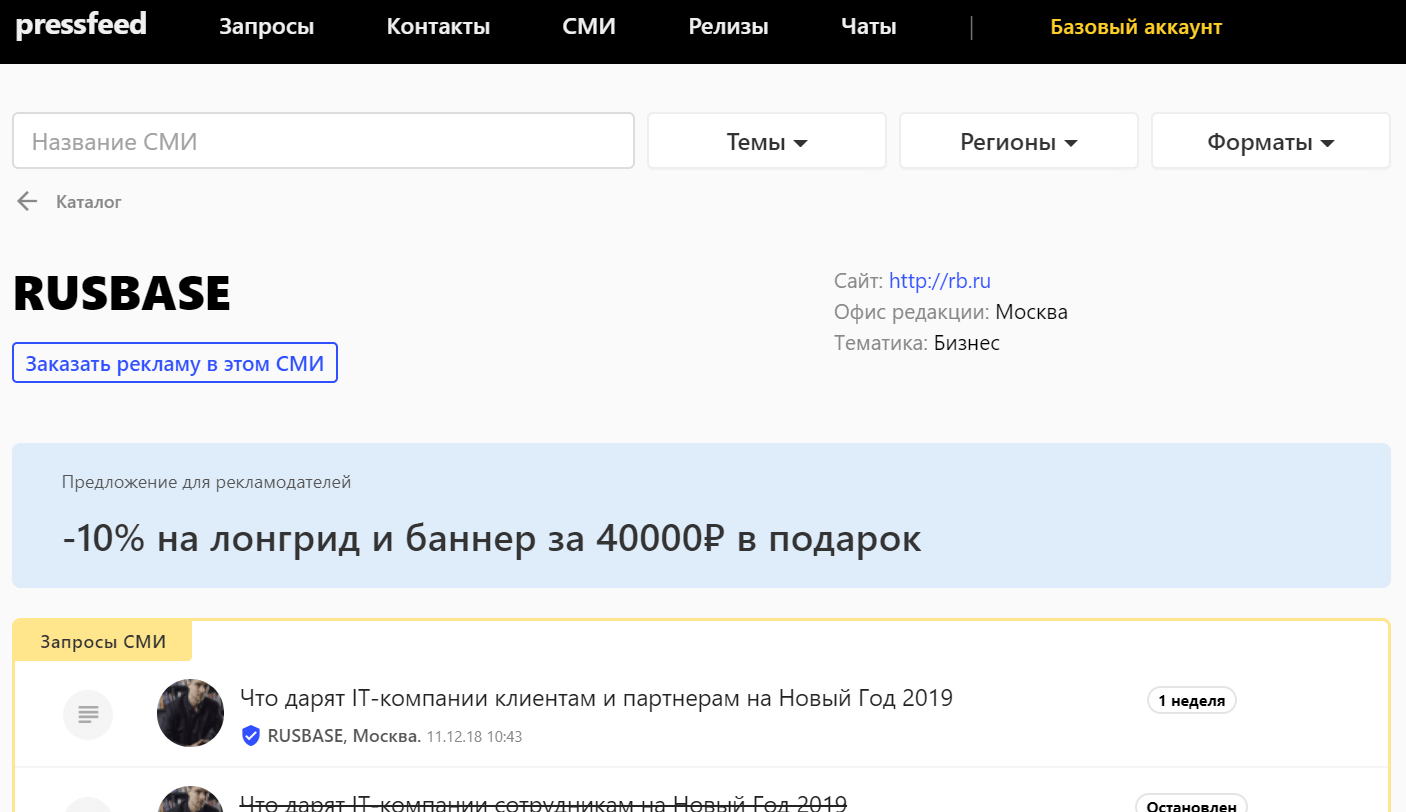 pressfeed Запросы Контакты СМИ Релизы Чаты | Базовый аккаунт
Название СМИ Темы Регионы Форматы
Каталог
RUSBASE
Заказать рекламу в этом СМИ
Сайт: http://rb.ru
Офис редакции: Москва
Тематика: Бизнес
Предложение для рекламодателей
-10% на лонгрид и баннер за 40000₽ в подарок
Запросы СМИ
Что дарят IT-компании клиентам и партнерам на Новый Год 2019
1 неделя
RUSBASE, Москва. 11.12.18 10:43
Что дарят IT-компании сотрудникам на Новый Год 2019
Остановлен